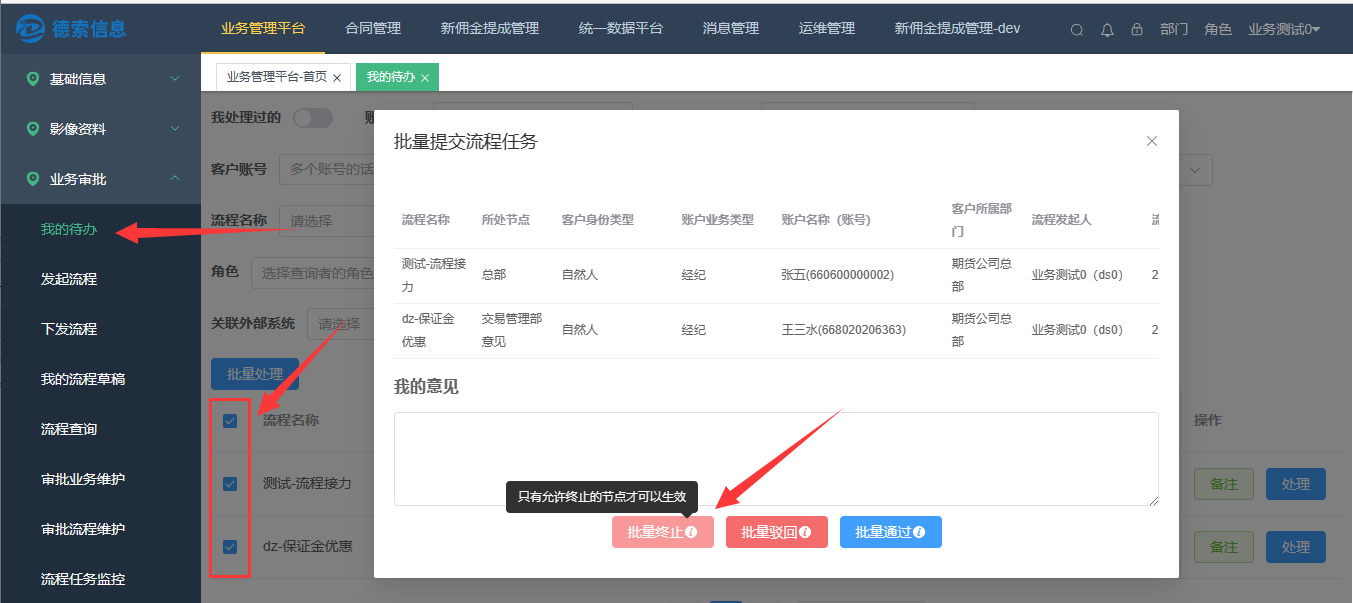 德索信息
业务管理平台 合同管理 新佣金提成管理 统一数据平台 消息管理 运维管理 新佣金提成管理-dev 部门 角色 业务测试0
基础信息
影像资料
业务审批
我的待办
发起流程
下发流程
我的流程草稿
流程查询
审批业务维护
审批流程维护
流程任务监控
业务管理平台-首页 × 我的待办 ×
我处理过的
客户账号 多个账号的话
流程名称 请选择
角色 选择查询者的角色
关联外部系统 请选择
批量处理
流程名称 操作
测试-流程接力 备注 处理
dz-保证金优惠 备注 处理
批量提交流程任务
流程名称 所处节点 客户身份类型 账户业务类型 账户名称（账号） 客户所属部
门 流程发起人
测试-流程接
力 总部 自然人 经纪 张五(660600000002) 期货公司总
部 业务测试0（ds0） 2
dz-保证金
优惠 交易管理部
意见 自然人 经纪 王三水(668020206363) 期货公司总
部 业务测试0（ds0） 2
我的意见
只有允许终止的节点才可以生效
批量终止 批量驳回 批量通过